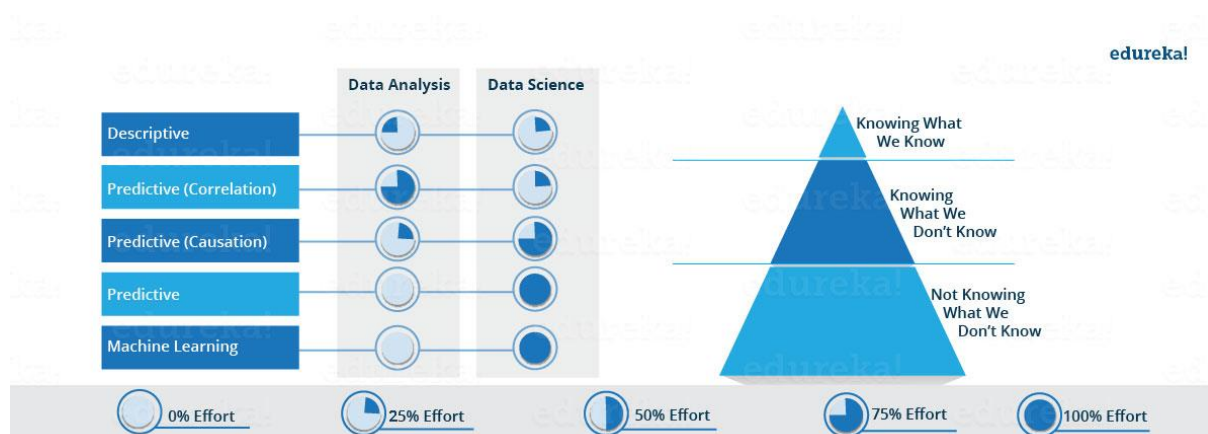 edureka!
Data Analysis
Data Science
Descriptive
Predictive (Correlation)
Predictive (Causation)
Predictive
Machine Learning
Knowing What
We Know
Knowing
What We
Don't Know
Not Knowing
What We
Don't Know
0% Effort
25% Effort
50% Effort
75% Effort
100% Effort